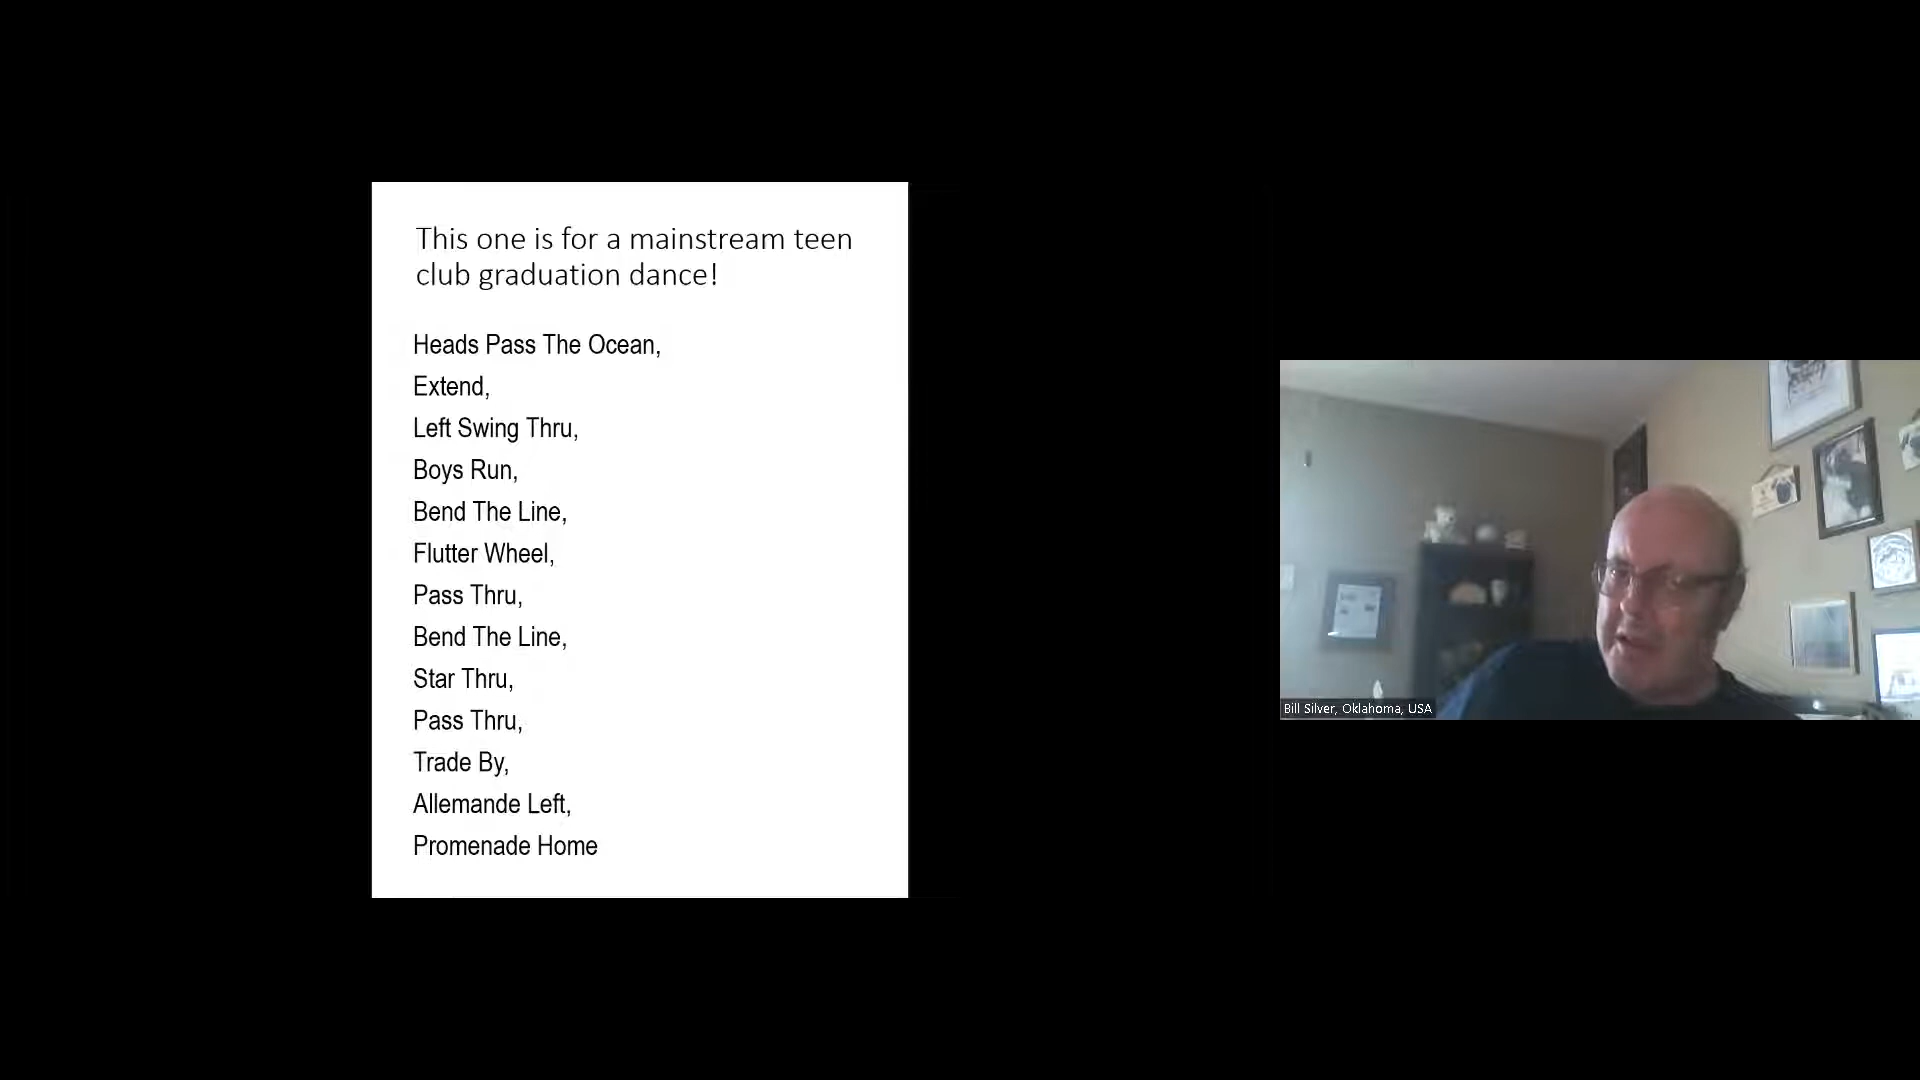 This one is for a mainstream teen
club graduation dance!
Heads Pass The Ocean,
Extend,
Left Swing Thru,
Boys Run,
Bend The Line,
Flutter Wheel,
Pass Thru,
Bend The Line,
Star Thru,
Pass Thru,
Trade By,
Allemande Left,
Promenade Home
Bill Silver, Oklahoma, USA